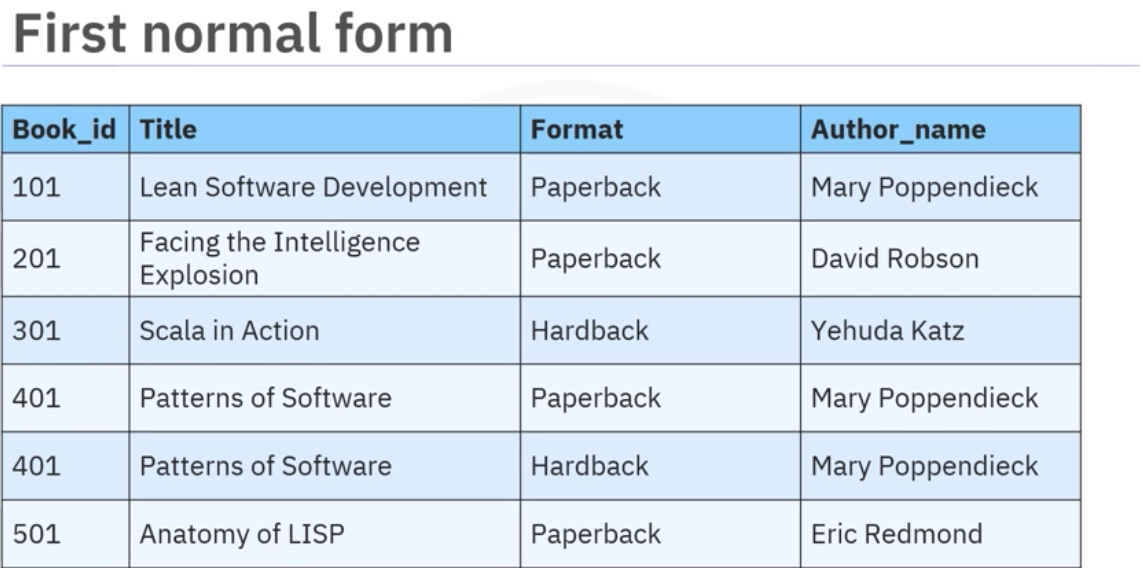 First normal form
Book_id Title Format Author_name
101 Lean Software Development Paperback Mary Poppendieck
201 Facing the Intelligence Explosion Paperback David Robson
301 Scala in Action Hardback Yehuda Katz
401 Patterns of Software Paperback Mary Poppendieck
401 Patterns of Software Hardback Mary Poppendieck
501 Anatomy of LISP Paperback Eric Redmond